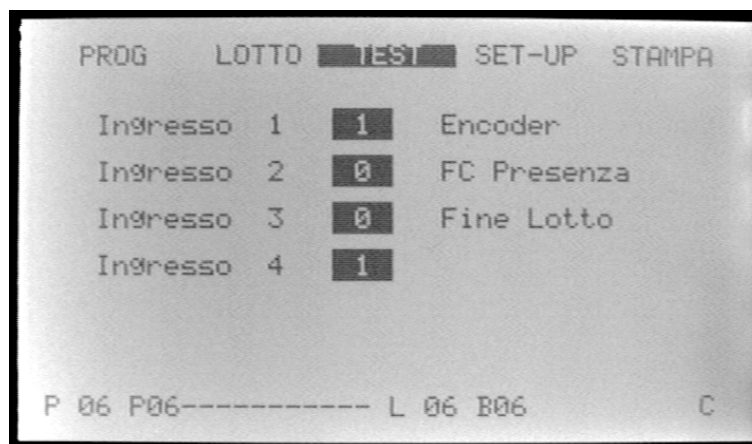 PROG LOTTO TEST SET-UP STAMPA
Ingresso 1 1 Encoder
Ingresso 2 0 FC Presenza
Ingresso 3 0 Fine Lotto
Ingresso 4 1
P 06 P06----------- L 06 B06 C